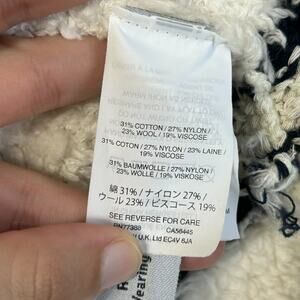 31% COTTON / 27% NYLON /
23% WOOL / 19% VISCOSE
31% COTON / 27% NYLON / 23% LAINE /
19% VISCOSE
31% BAUMWOLLE / 27% NYLON /
23% WOLLE / 19% VISKOSE
綿 31% / ナイロン 27% /
ウール 23% / ビスコース 19%
SEE REVERSE FOR CARE
RN77388 CA56445
U.K. Ltd EC4V 6JA